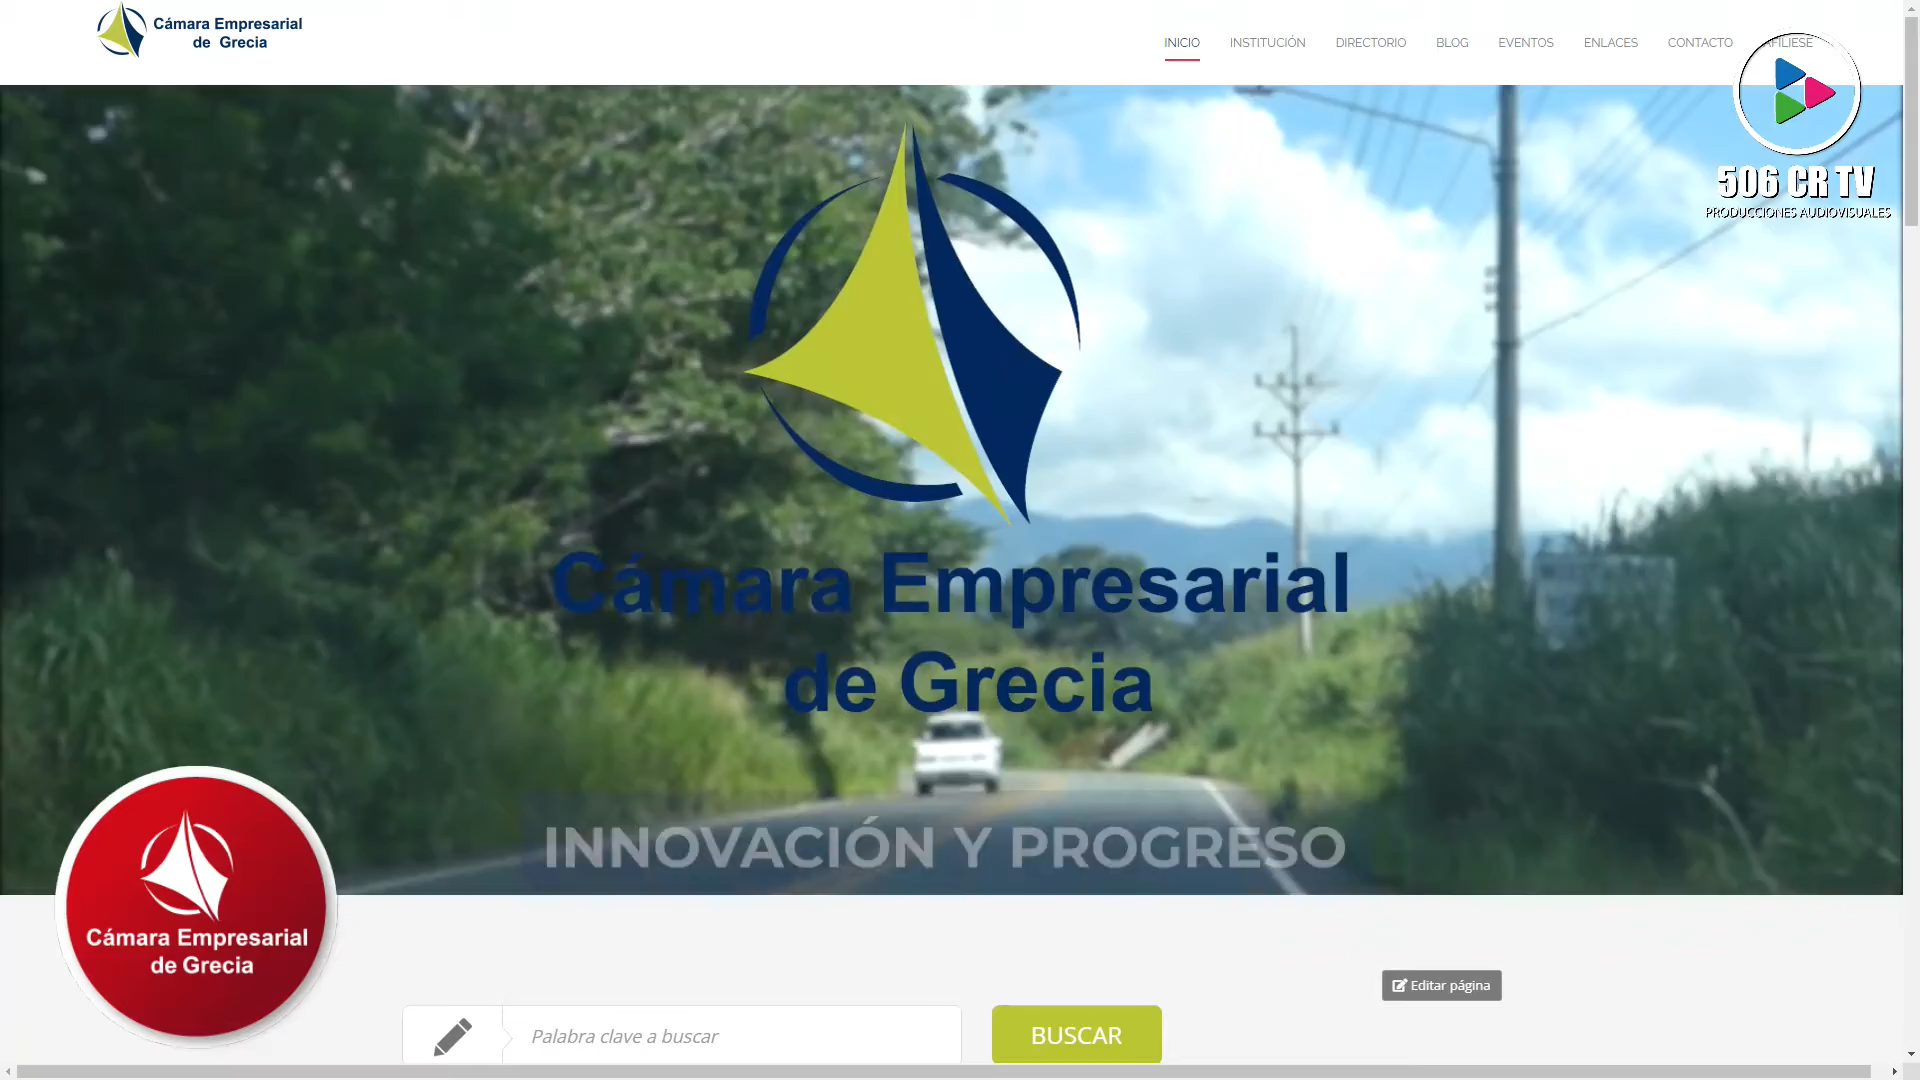 Cámara Empresarial
de Grecia
INICIO
INSTITUCIÓN
DIRECTORIO
BLOG
EVENTOS
ENLACES
CONTACTO
AFÍLIESE
506 CR TV
PRODUCCIONES AUDIOVISUALES
Cámara Empresarial
de Grecia
INNOVACIÓN Y PROGRESO
Cámara Empresarial
de Grecia
Editar página
Palabra clave a buscar
BUSCAR